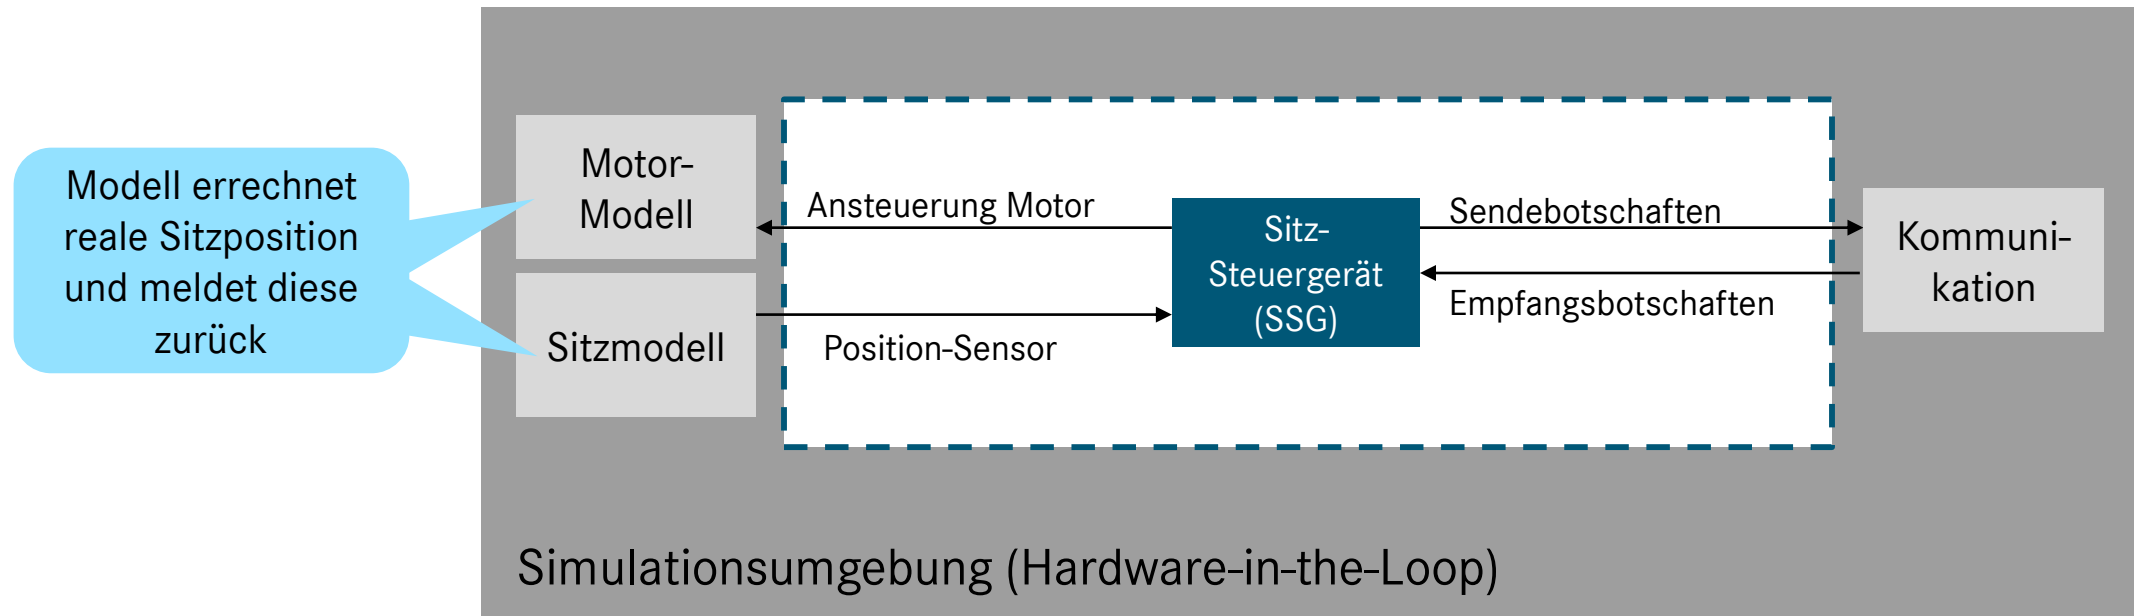 Modell errechnet
reale Sitzposition
und meldet diese
zurück
Motor-
Modell
Sitzmodell
Ansteuerung Motor
Position-Sensor
Sitz-
Steuergerät
(SSG)
Sendebotschaften
Empfangsbotschaften
Kommuni-
kation
Simulationsumgebung (Hardware-in-the-Loop)